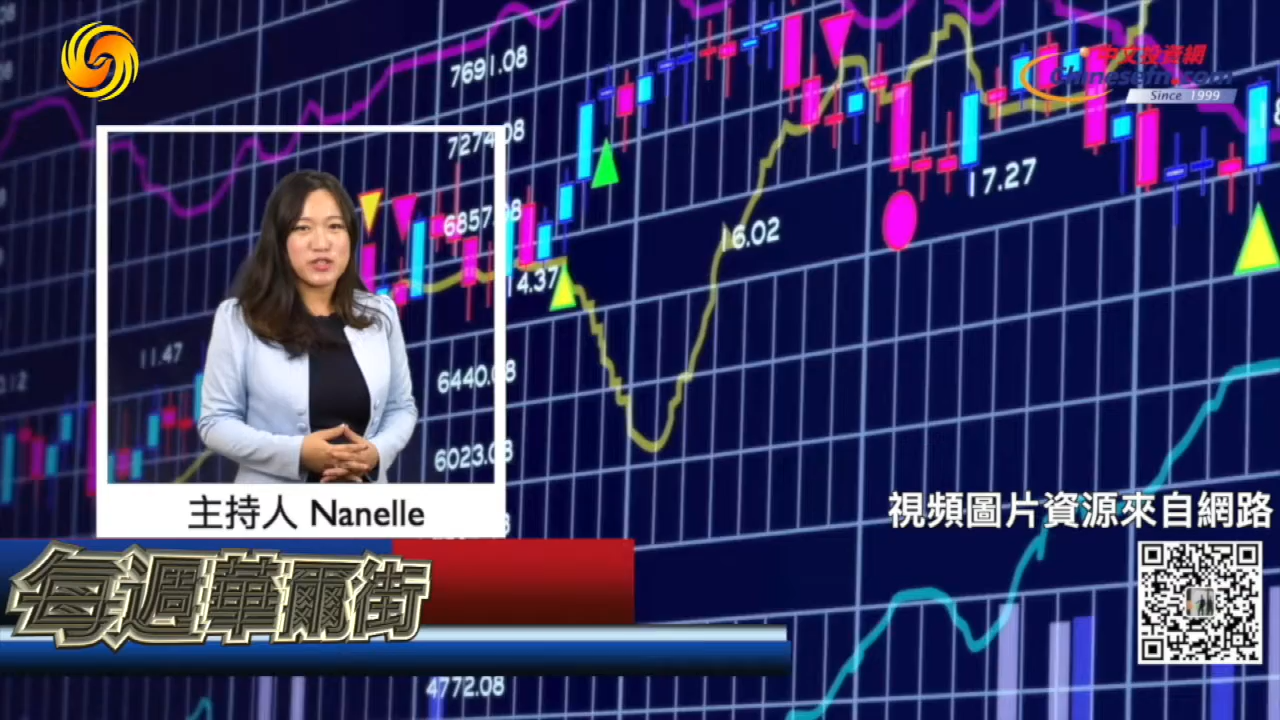 7691.08
中文投資網
Chinesefn.com
Since 1999
7274.08
17.27
6857.08
16.02
14.37
11.47
6440.08
6023.08
主持人 Nanelle
視頻圖片資源來自網路
每週華爾街
4772.08